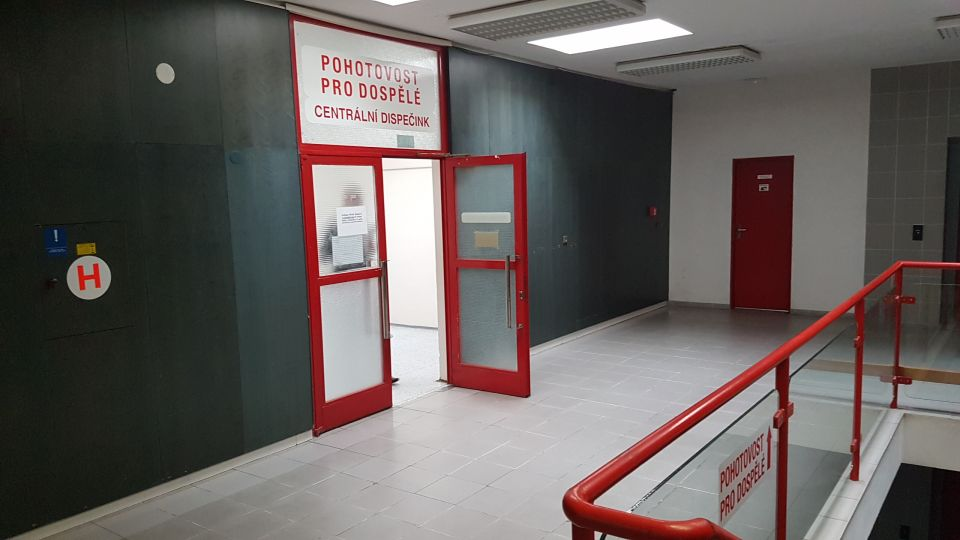 POHOTOVOST
PRO DOSPĚLÉ
CENTRÁLNÍ DISPEČINK
!
H
POHOTOVOST
PRO DOSPĚLÉ